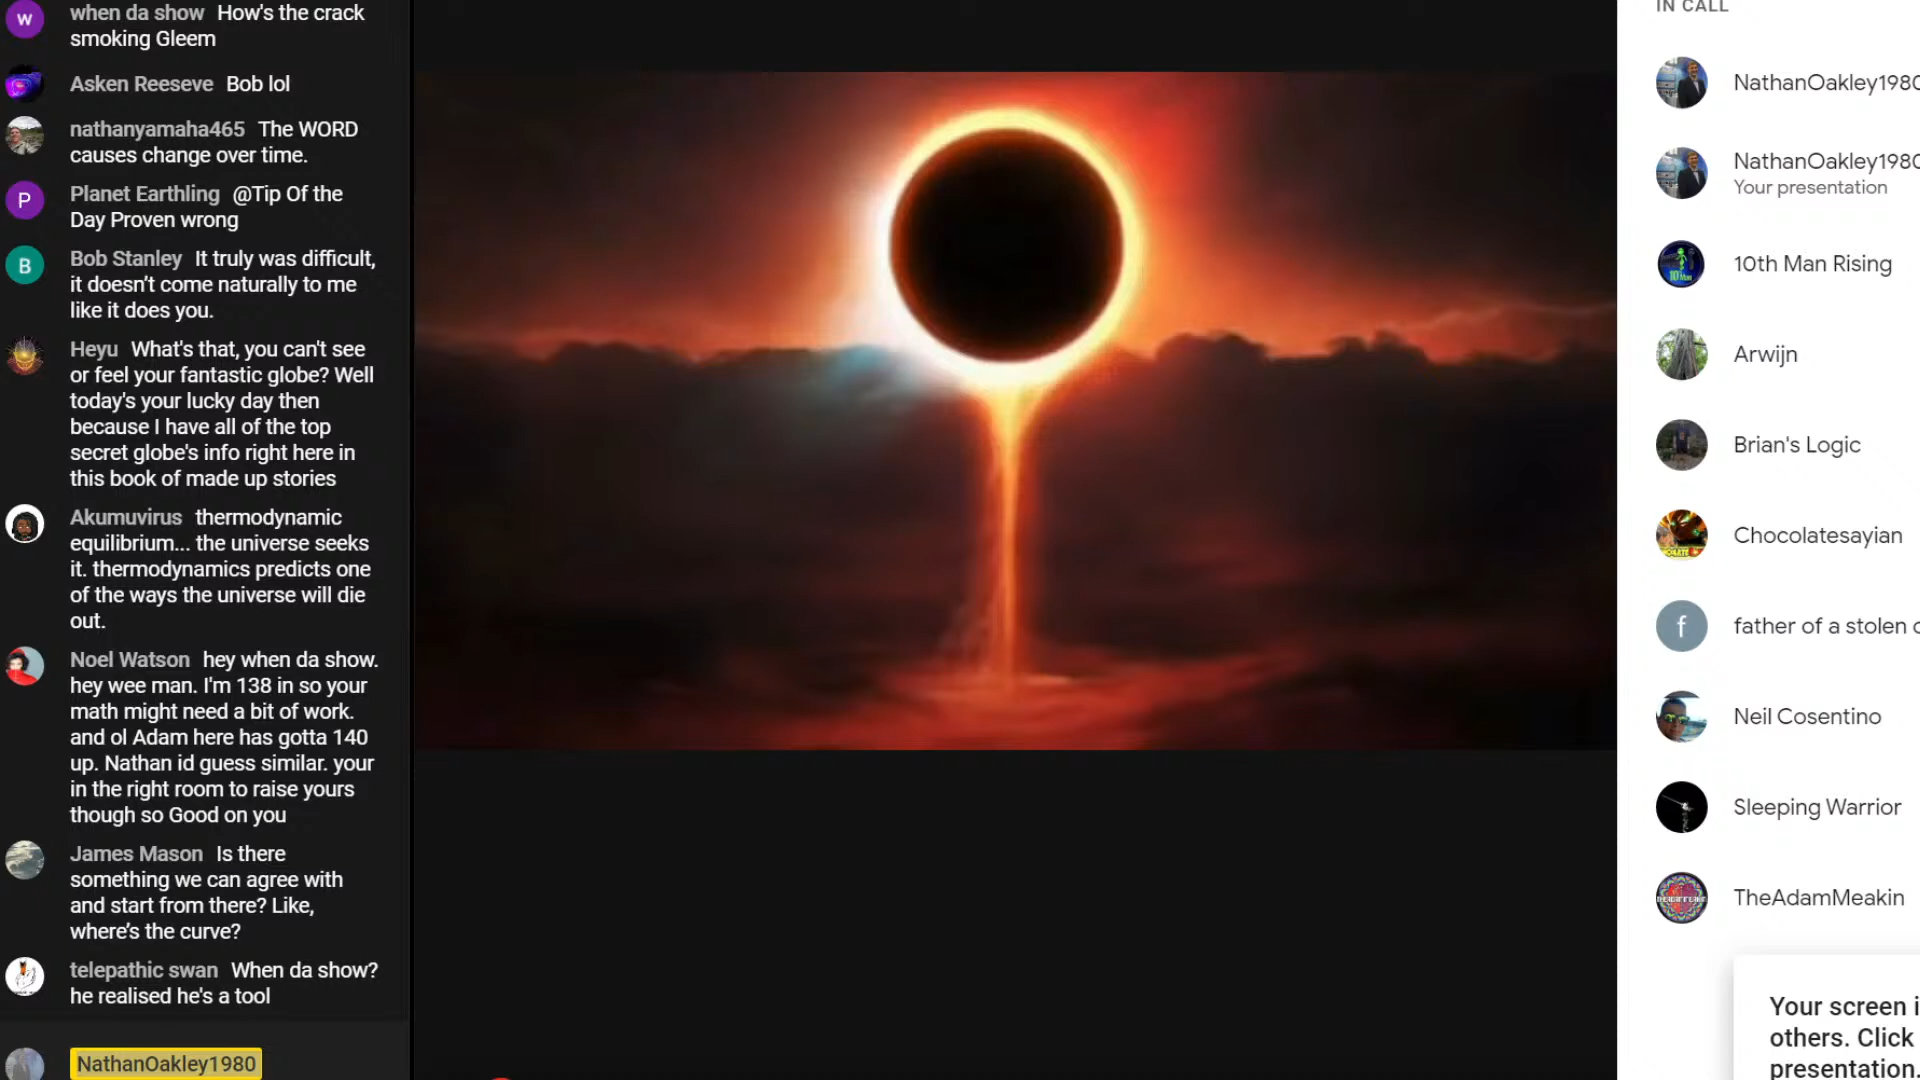 when da show How's the crack
smoking Gleem
Asken Reeseve Bob lol
nathanyamaha465 The WORD
causes change over time.
P
Planet Earthling @Tip Of the
Day Proven wrong
B
Bob Stanley It truly was difficult,
it doesn't come naturally to me
like it does you.
Heyu What's that, you can't see
or feel your fantastic globe? Well
today's your lucky day then
because I have all of the top
secret globe's info right here in
this book of made up stories
Akumuvirus thermodynamic
equilibrium... the universe seeks
it. thermodynamics predicts one
of the ways the universe will die
out.
Noel Watson hey when da show.
hey wee man. I'm 138 in so your
math might need a bit of work.
and ol Adam here has gotta 140
up. Nathan id guess similar. your
in the right room to raise yours
though so Good on you
James Mason Is there
something we can agree with
and start from there? Like,
where's the curve?
telepathic swan When da show?
he realised he's a tool
NathanOakley1980
IN CALL
NathanOakley1980
NathanOakley1980
Your presentation
10th Man Rising
Arwijn
Brian's Logic
Chocolatesayian
f
father of a stolen
Neil Cosentino
Sleeping Warrior
TheAdamMeakin
Your screen
others. Click
presentation.